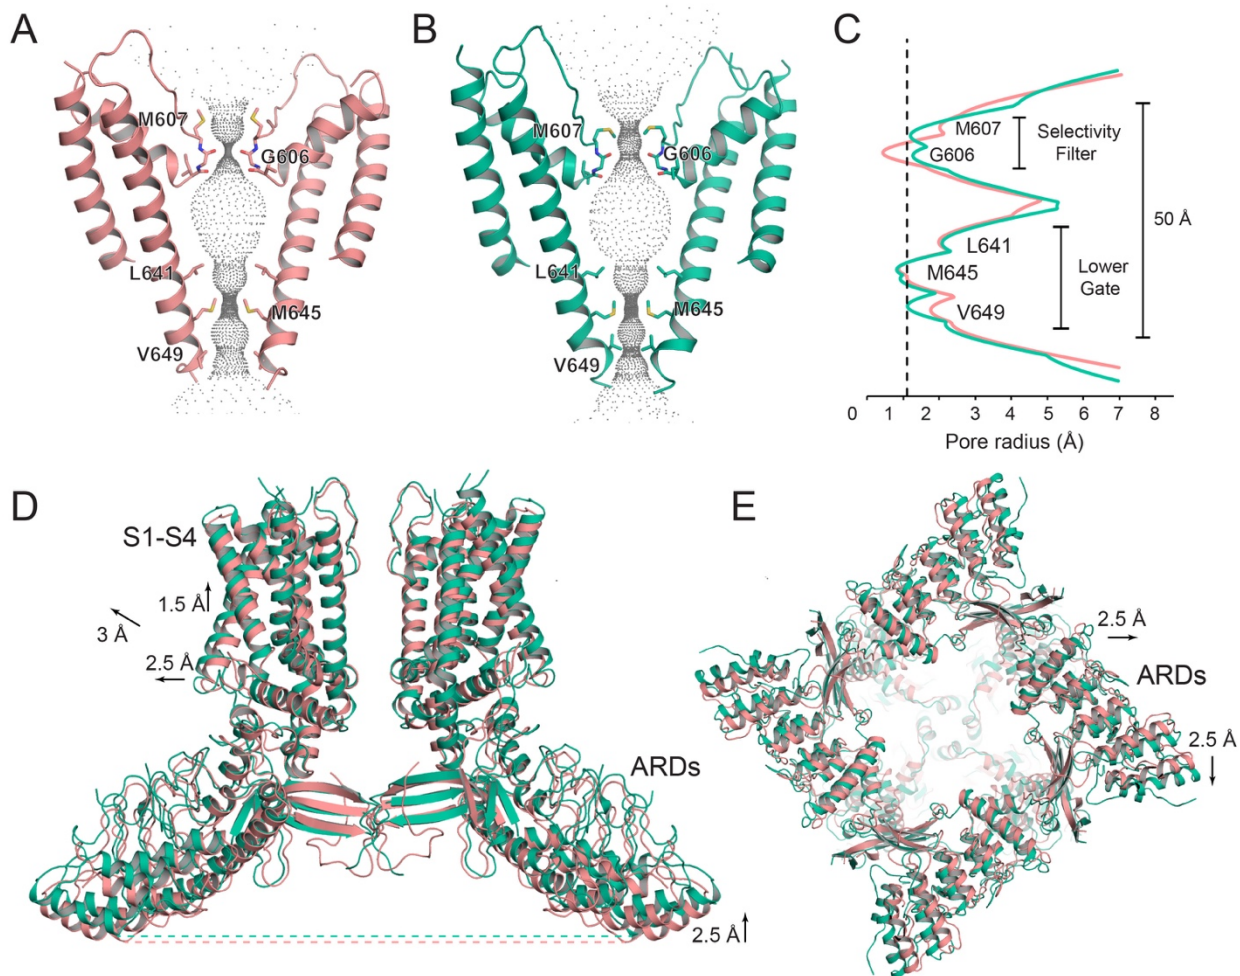 A
M607
G606
L641
M645
V649
B
M607
G606
L641
M645
V649
C
M607
G606
Selectivity
Filter
50 Å
L641
M645
Lower
Gate
V649
0 1 2 3 4 5 6 7 8
Pore radius (Å)
D
S1-S4
1.5 Å
3 Å
2.5 Å
ARDs
2.5 Å
E
2.5 Å
ARDs
2.5 Å